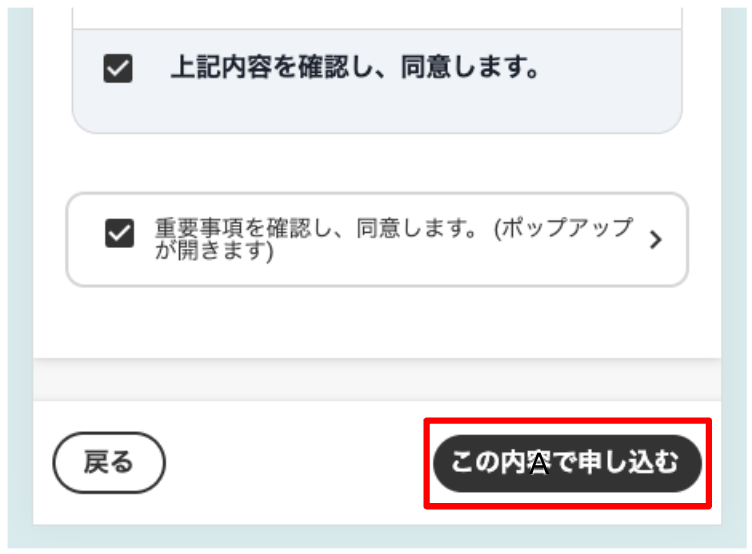 上記内容を確認し、同意します。
重要事項を確認し、同意します。 (ポップアップ
が開きます)
戻る
この内容で申し込む
A